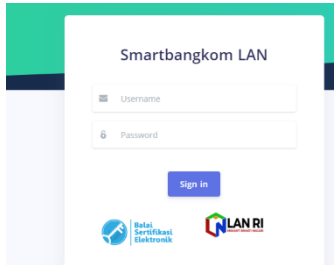 Smartbangkom LAN
Username
Password
Sign in
Balai
Sertifikasi
Elektronik
LAN RI